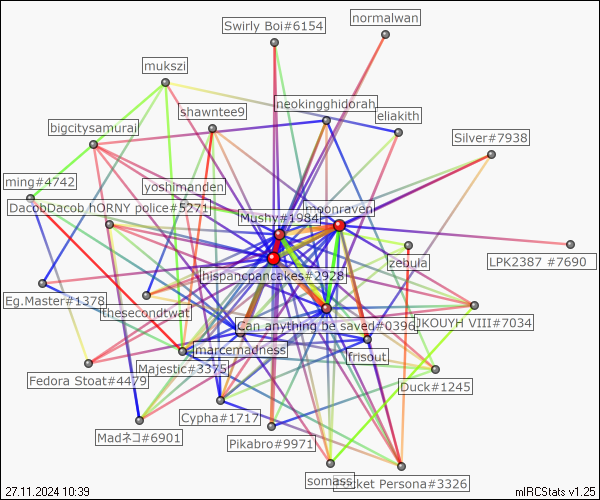 normalwan
Swirly Boi#6154
mukszi
neokingghidorah
shawntee9
eliakith
bigcitysamurai
Silver#7938
ming#4742
yoshimanden
DacobDacob hORNY police#5271
moonraven
Mushy#1984
zebula
LPK2387 #7690
hispancpancakes#2928
Eg.Master#1378
thesecondtwat
Can anything be saved#0396
JKOUYH VIII#7034
marcemadness
frisout
Majestic#3375
Fedora Stoat#4479
Duck#1245
Cypha#1717
Madネコ#6901
Pikabro#9971
somass
Persona#3326
27.11.2024 10:39
mIRCStats v1.25